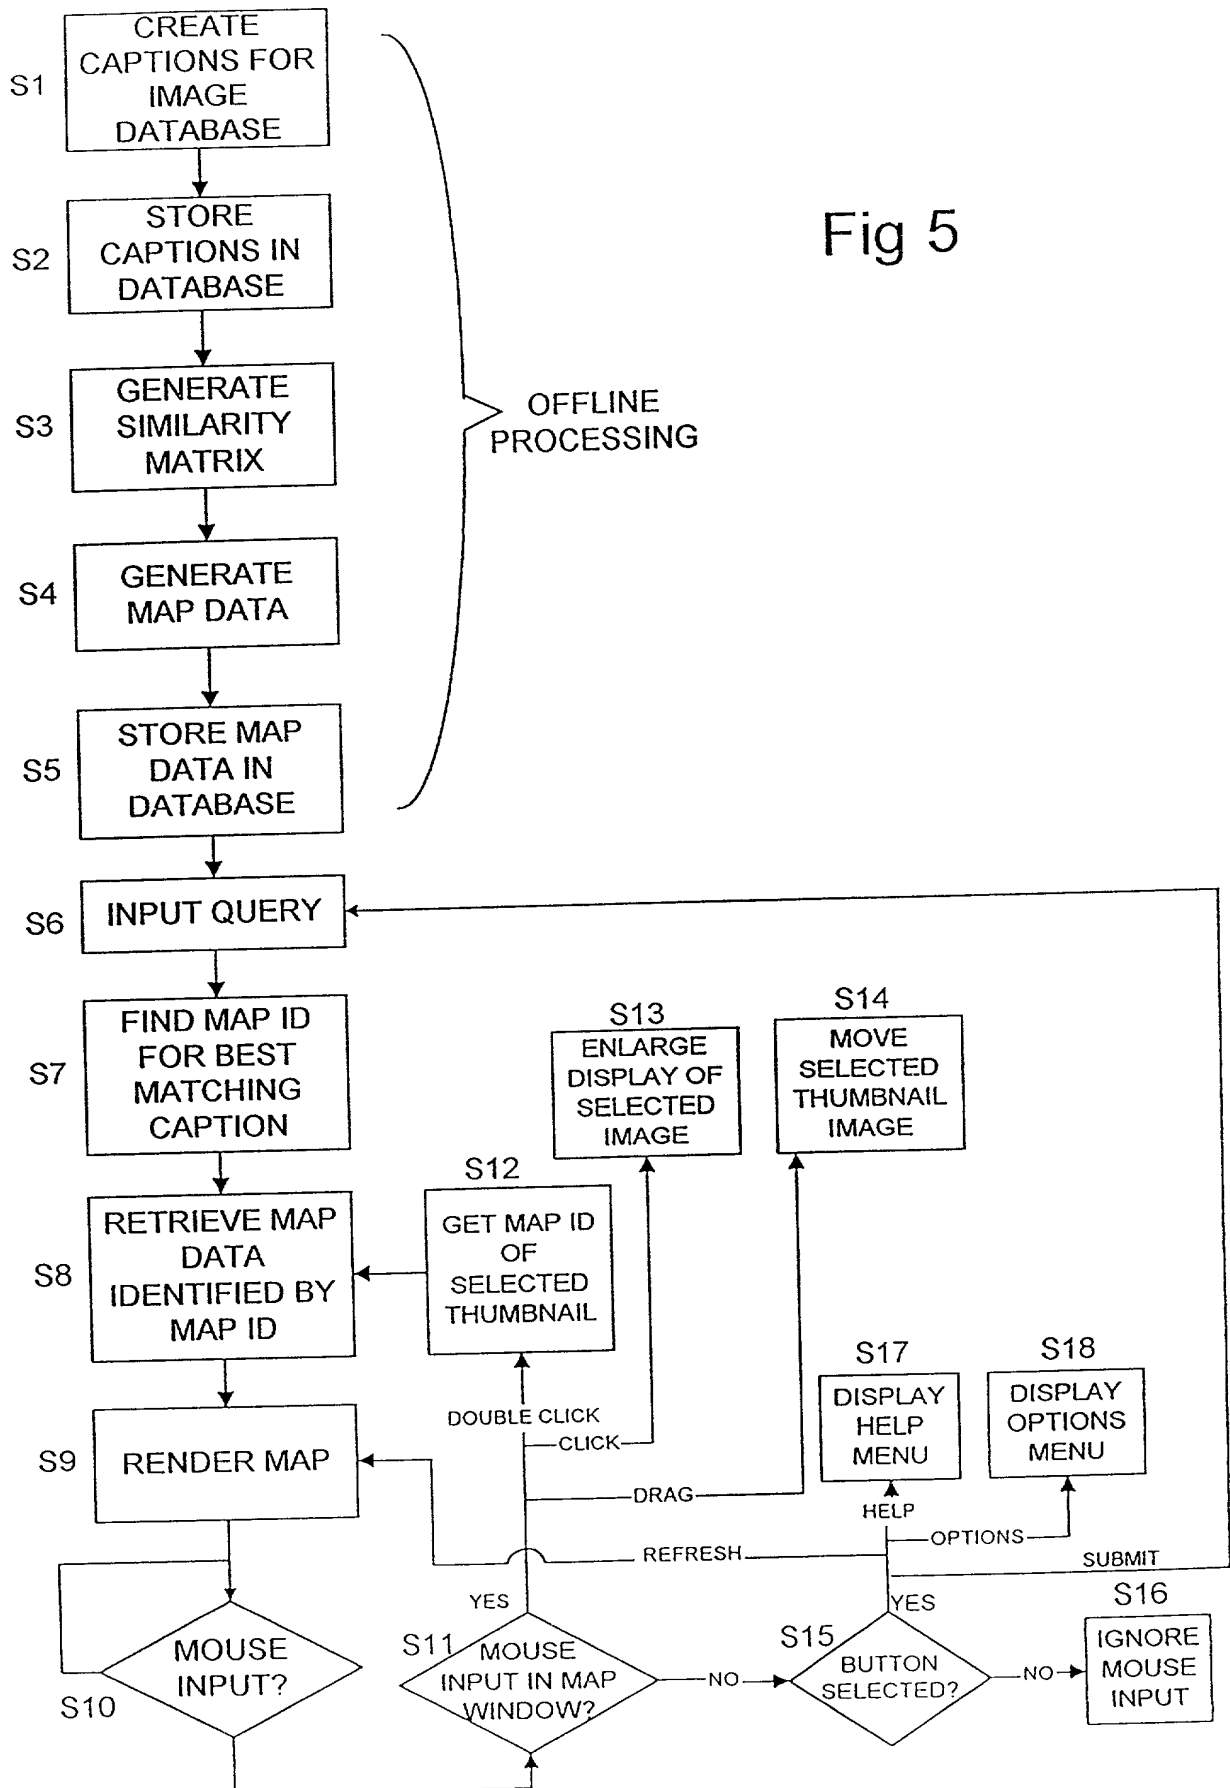 S1
CREATE
CAPTIONS FOR
IMAGE
DATABASE
S2
STORE
CAPTIONS IN
DATABASE
Fig 5
S3
GENERATE
SIMILARITY
MATRIX
OFFLINE
PROCESSING
S4
GENERATE
MAP DATA
S5
STORE MAP
DATA IN
DATABASE
S6
INPUT QUERY
S7
FIND MAP ID
FOR BEST
MATCHING
CAPTION
S13
ENLARGE
DISPLAY OF
SELECTED
IMAGE
S14
MOVE
SELECTED
THUMBNAIL
IMAGE
S8
RETRIEVE MAP
DATA
IDENTIFIED BY
MAP ID
S12
GET MAP ID
OF
SELECTED
THUMBNAIL
S17
DISPLAY
HELP
MENU
S18
DISPLAY
OPTIONS
MENU
S9
RENDER MAP
DOUBLE CLICK
CLICK
DRAG
HELP
OPTIONS
REFRESH
SUBMIT
S10
MOUSE
INPUT?
YES
S11
MOUSE
INPUT IN MAP
WINDOW?
NO
YES
S15
BUTTON
SELECTED?
NO
S16
IGNORE
MOUSE
INPUT